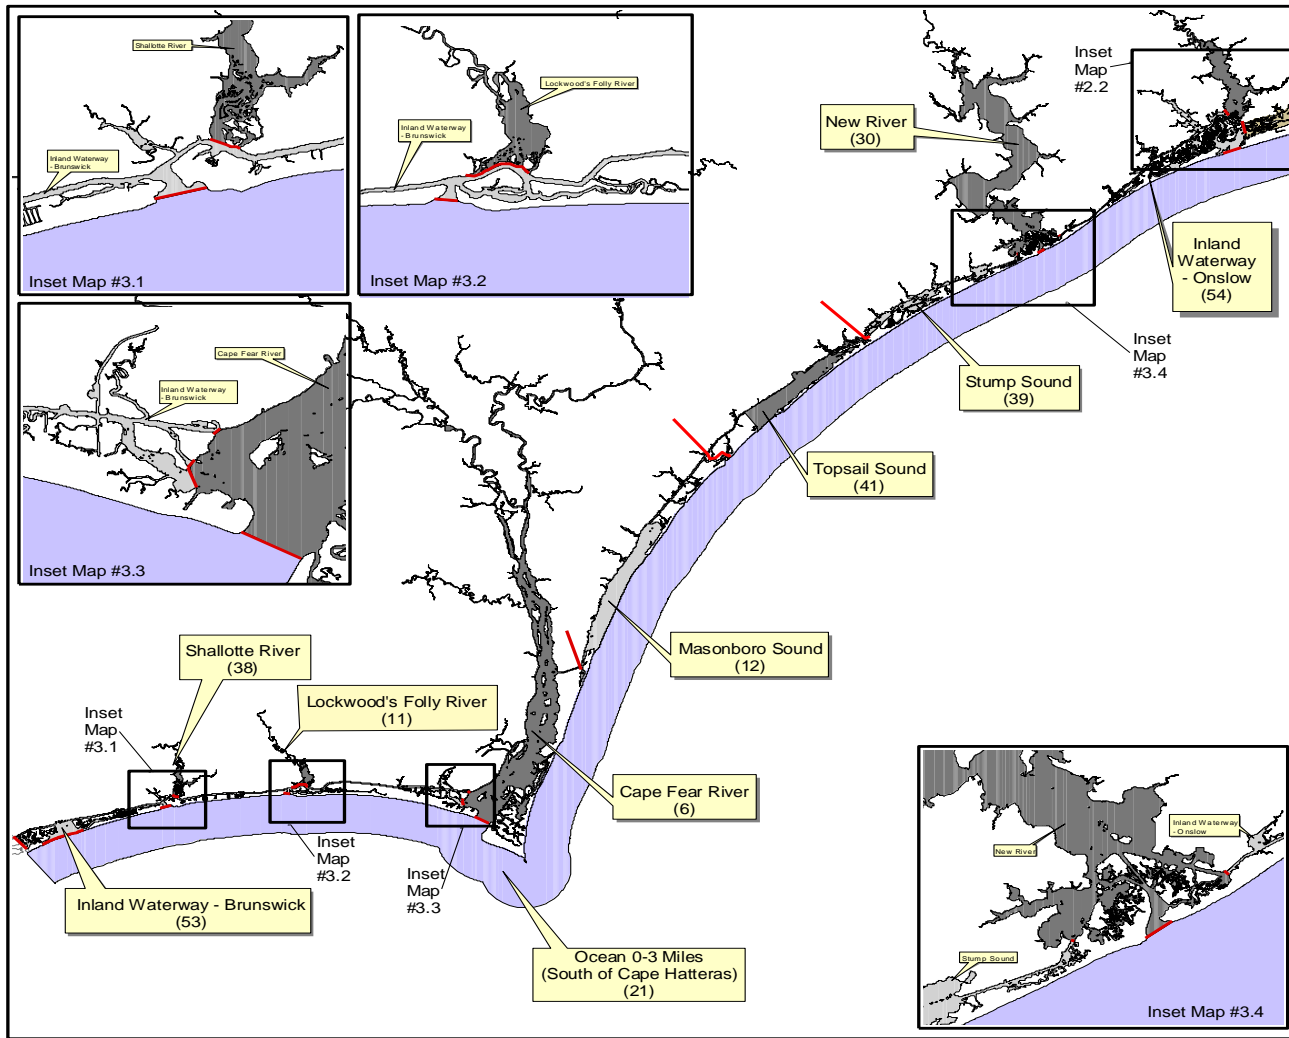 Shallotte River
Inland Waterway
- Brunswick
Inset Map #3.1
Lockwood's Folly River
Inland Waterway
- Brunswick
Inset Map #3.2
Cape Fear River
Inland Waterway
- Brunswick
Inset Map #3.3
New River
(30)
Inset
Map
#2.2
Inland
Waterway
- Onslow
(54)
Inset
Map
#3.4
Stump Sound
(39)
Topsail Sound
(41)
Masonboro Sound
(12)
Shallotte River
(38)
Lockwood's Folly River
(11)
Inset
Map
#3.1
Cape Fear River
(6)
Inset
Map
#3.2
Inset
Map
#3.3
Inland Waterway - Brunswick
(53)
Ocean 0-3 Miles
(South of Cape Hatteras)
(21)
Inland Waterway
- Onslow
New River
Stump Sound
Inset Map #3.4